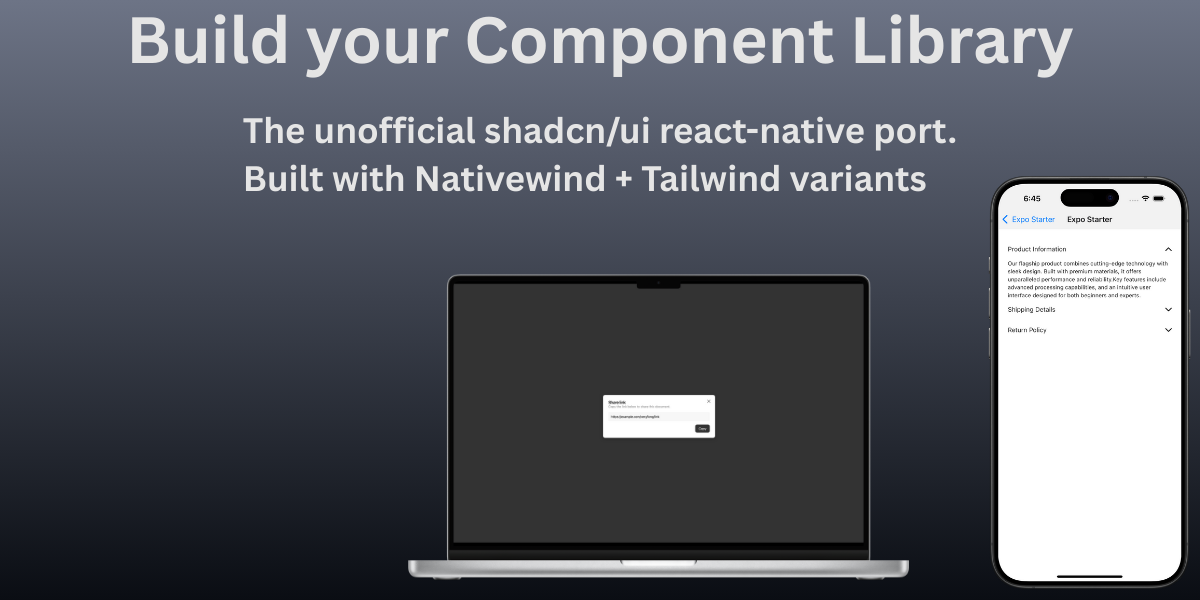 Build your Component Library
The unofficial shadcn/ui react-native port.
Built with Nativewind + Tailwind variants
6:45
Expo Starter
Expo Starter
Product Information
Our flagship product combines cutting-edge technology with
sleek design. Built with premium materials, it offers
unparalleled performance and reliability.Key features include
advanced processing capabilities, and an intuitive user
interface designed for both beginners and experts.
Shipping Details
Return Policy
Share link
Copy